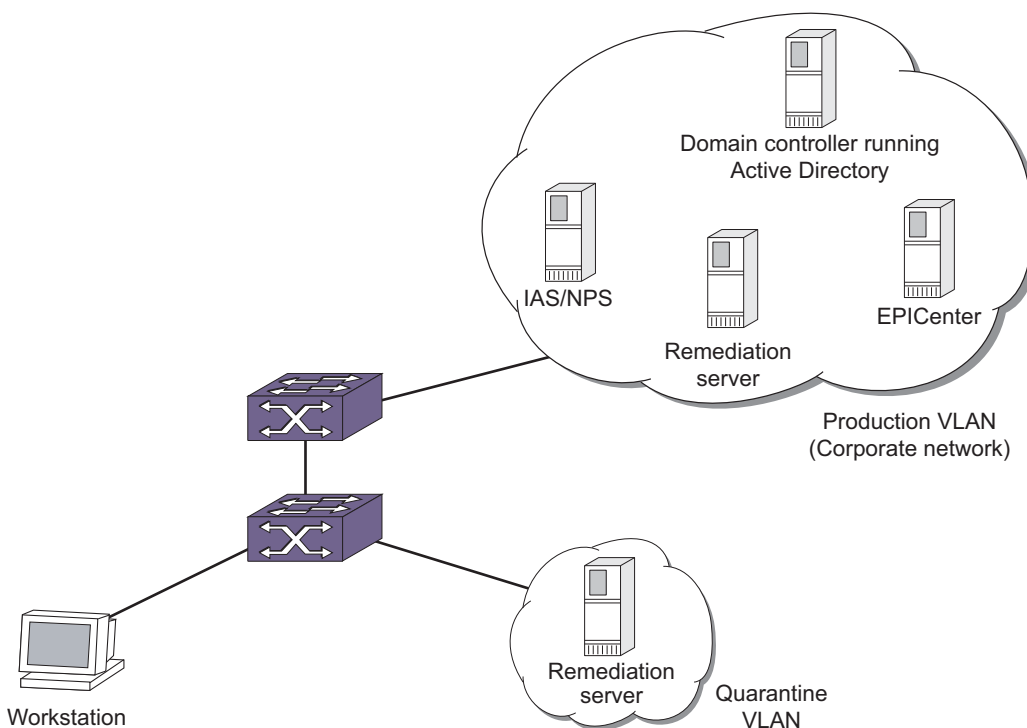 Domain controller running
Active Directory
IAS/NPS
EPICenter
Remediation
server
Production VLAN
(Corporate network)
Remediation
server
Quarantine
VLAN
Workstation